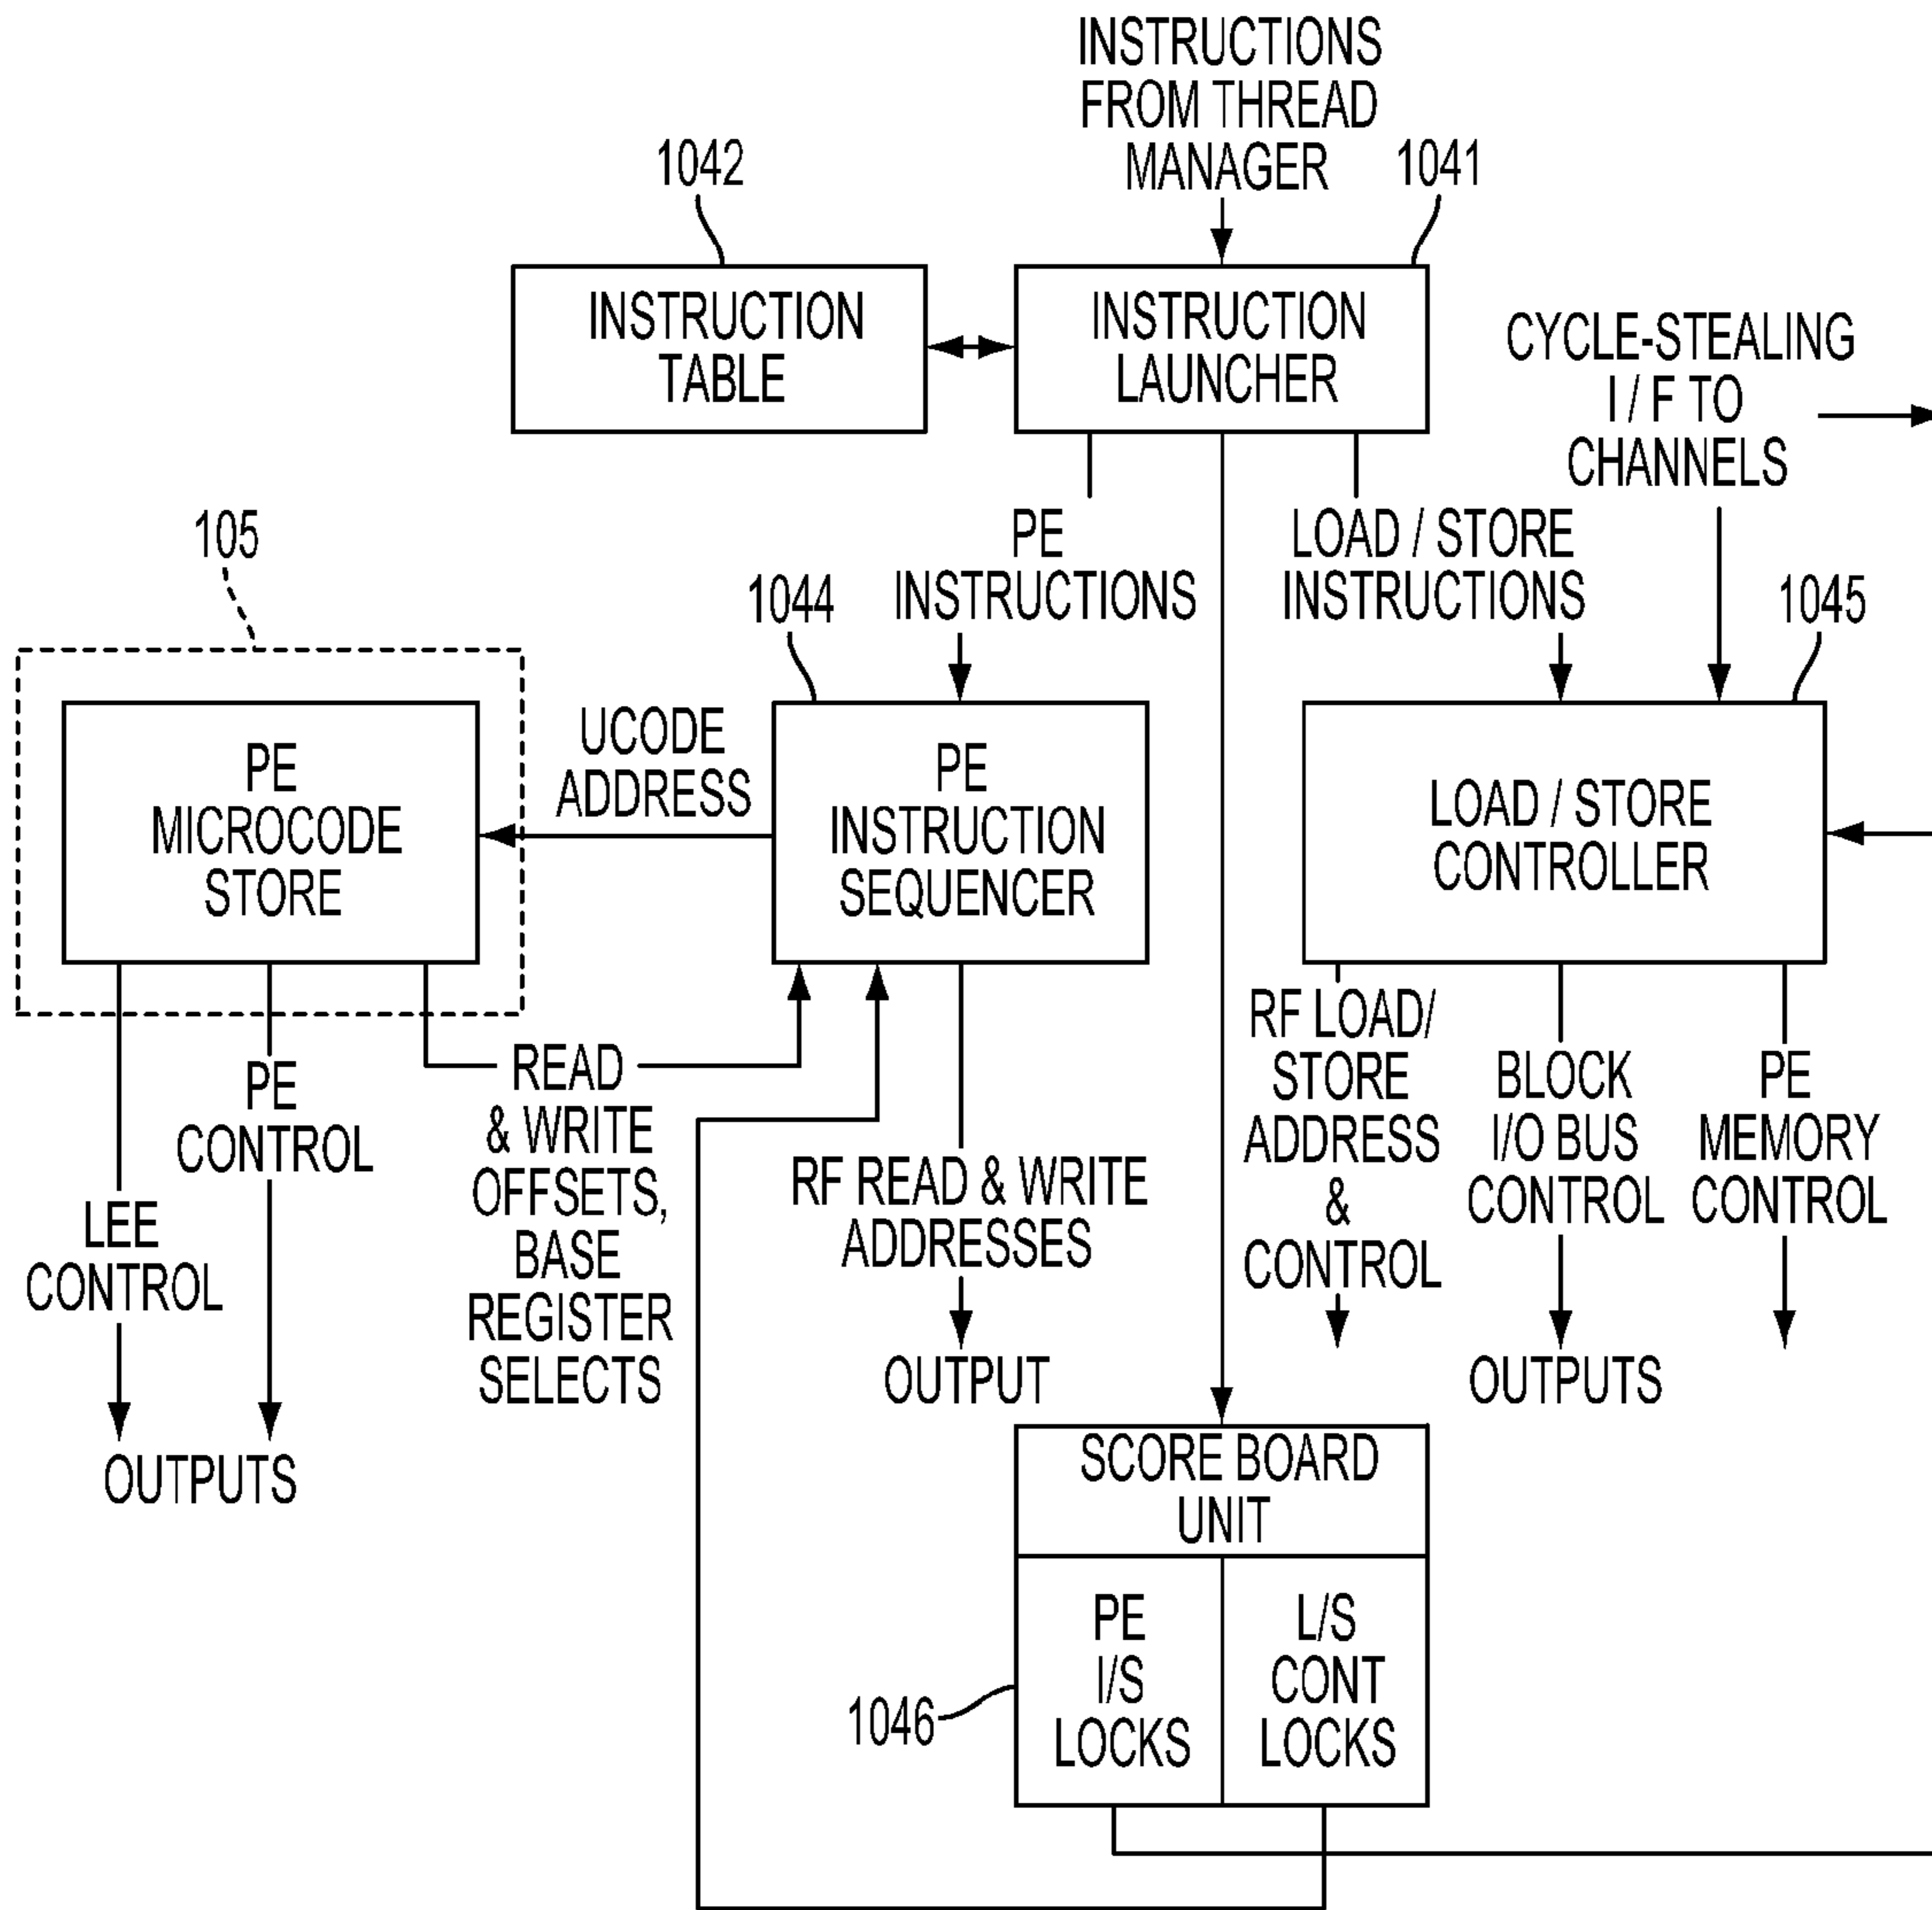 INSTRUCTIONS
FROM THREAD
MANAGER
1042
1041
INSTRUCTION
TABLE
INSTRUCTION
LAUNCHER
CYCLE-STEALING
I / F TO
CHANNELS
105
PE
INSTRUCTIONS
LOAD / STORE
INSTRUCTIONS
1044
1045
PE
MICROCODE
STORE
UCODE
ADDRESS
PE
INSTRUCTION
SEQUENCER
LOAD / STORE
CONTROLLER
LEE
CONTROL
PE
CONTROL
OUTPUTS
READ
& WRITE
OFFSETS,
BASE
REGISTER
SELECTS
RF READ & WRITE
ADDRESSES
OUTPUT
RF LOAD/
STORE
ADDRESS
&
CONTROL
BLOCK
I/O BUS
CONTROL
PE
MEMORY
CONTROL
OUTPUTS
SCORE BOARD
UNIT
PE
I/S
LOCKS
L/S
CONT
LOCKS
1046